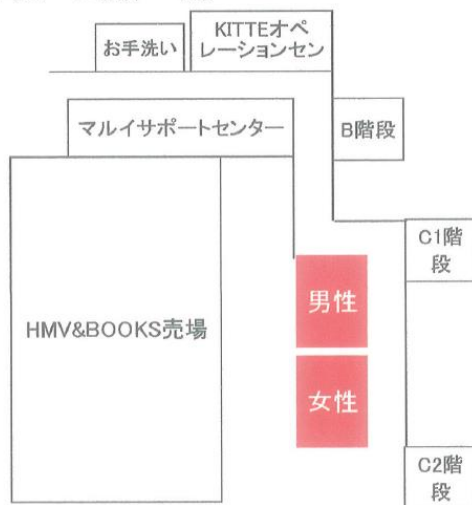 KITTEオペ
レーションセン
お手洗い
マルイサポートセンター
B階段
C1階
段
男性
HMV&BOOKS売場
女性
C2階
段